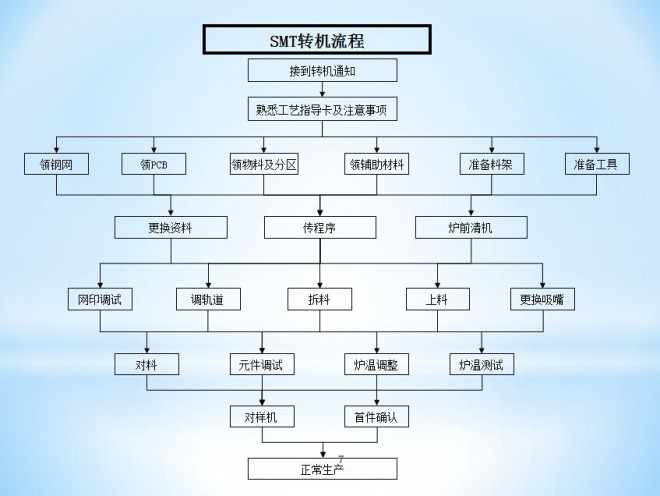 SMT转机流程
接到转机通知
熟悉工艺指导卡及注意事项
领钢网
领PCB
领物料及分区
领辅助材料
准备料架
准备工具
更换资料
传程序
炉前清机
网印调试
调轨道
拆料
上料
更换吸嘴
对料
元件调试
炉温调整
炉温测试
对样机
首件确认
7
正常生产